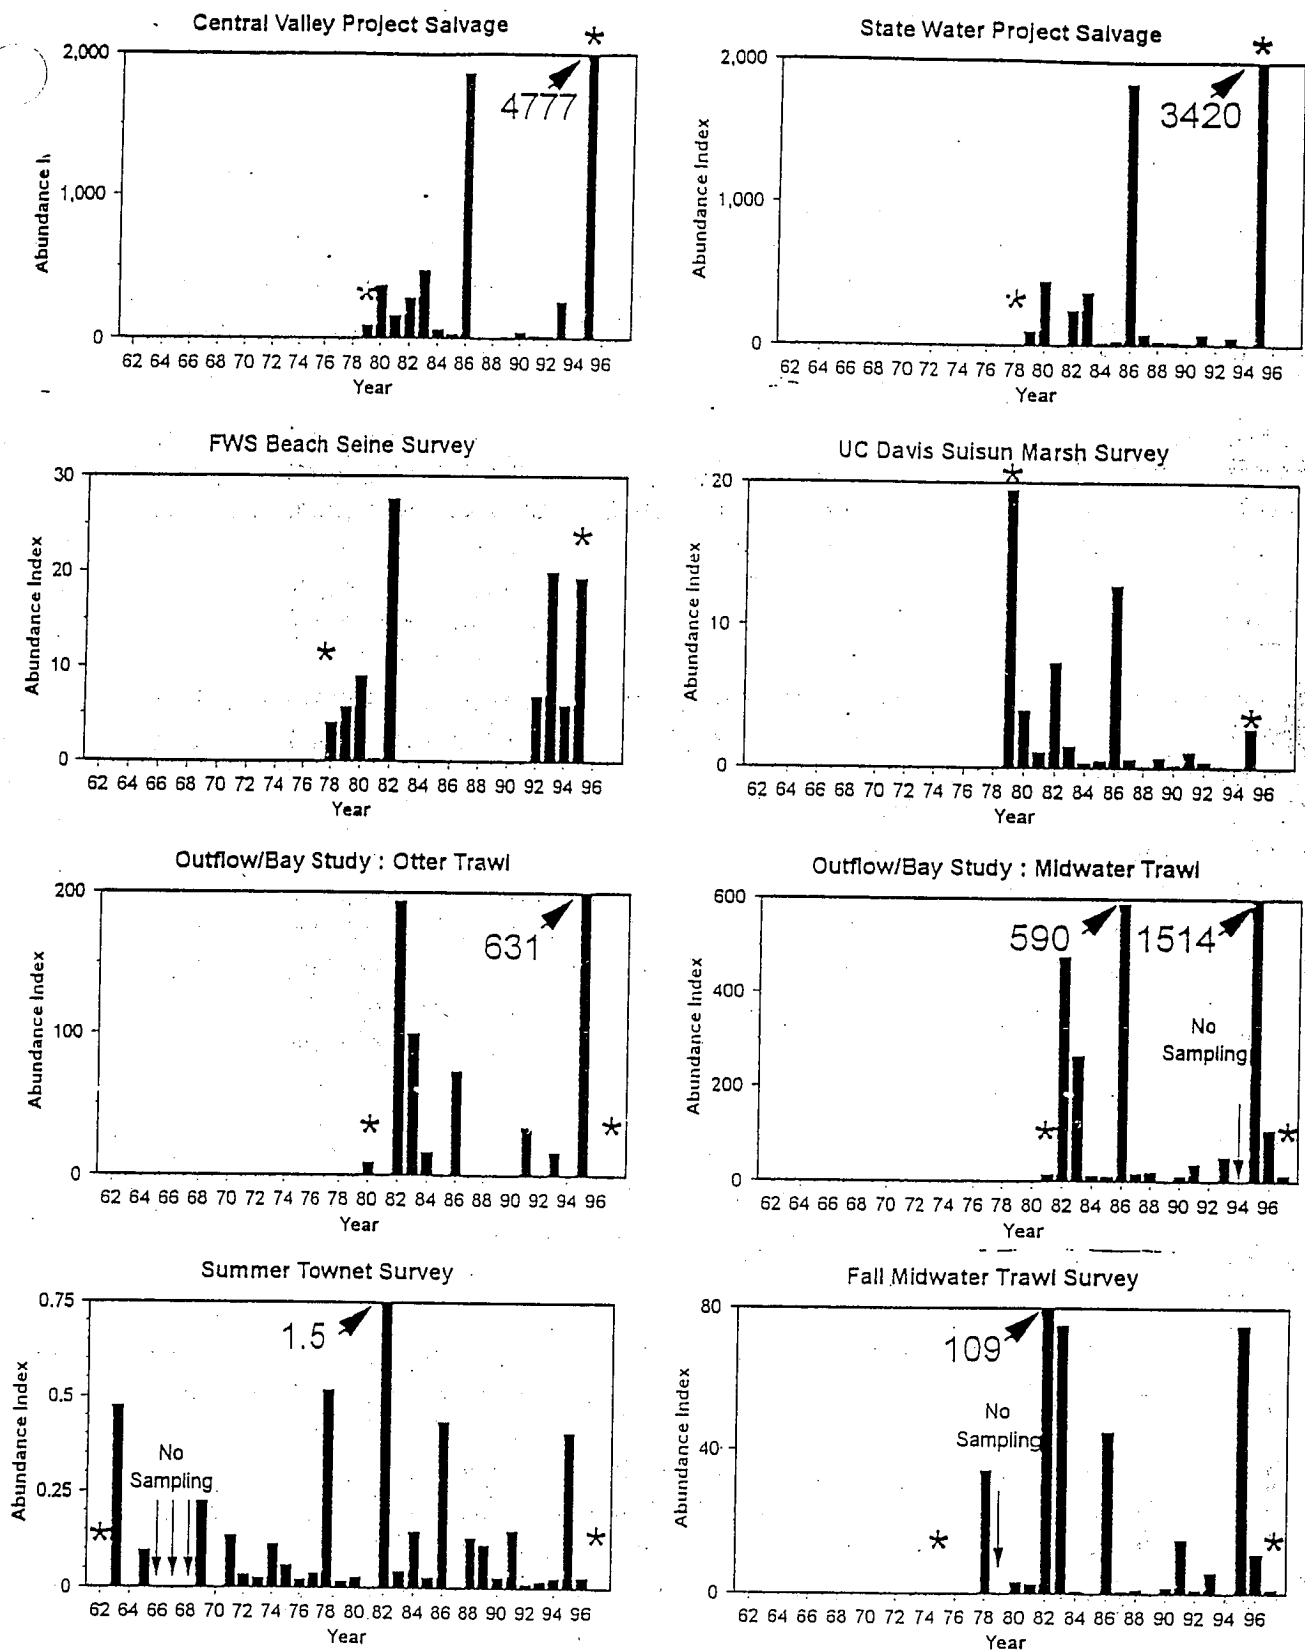 Central Valley Project Salvage
*
2,000
4777
1,000
*
0
62 64 66 68 70 72 74 76 78 80 82 84 86 88 90 92 94 96
Year
Abundance
State Water Project Salvage
*
2,000
3420
1,000
*
0
62 64 66 68 70 72 74 76 78 80 82 84 86 88 90 92 94 96
Year
Abundance Index
FWS Beach Seine Survey
30
*
20
*
10
0
62 64 66 68 70 72 74 76 78 80 82 84 86 88 90 92 94 96
Year
Abundance Index
UC Davis Suisun Marsh Survey
*
20
10
*
0
62 64 66 68 70 72 74 76 78 80 82 84 86 88 90 92 94 96
Year
Abundance Index
Outflow/Bay Study : Otter Trawl
200
631
100
* *
0
62 64 66 68 70 72 74 76 78 80 82 84 86 88 90 92 94 96
Year
Abundance Index
Outflow/Bay Study : Midwater Trawl
600
590 1514
400
No
Sampling
200
* *
0
62 64 66 68 70 72 74 76 78 80 82 84 86 88 90 92 94 96
Year
Abundance Index
Summer Townet Survey
0.75
1.5
0.5
No
Sampling
0.25
* *
0
62 64 66 68 70 72 74 76 78 80 82 84 86 88 90 92 94 96
Year
Abundance Index
Fall Midwater Trawl Survey
80
109
No
Sampling
40
* *
0
62 64 66 68 70 72 74 76 78 80 82 84 86 88 90 92 94 96
Year
Abundance Index